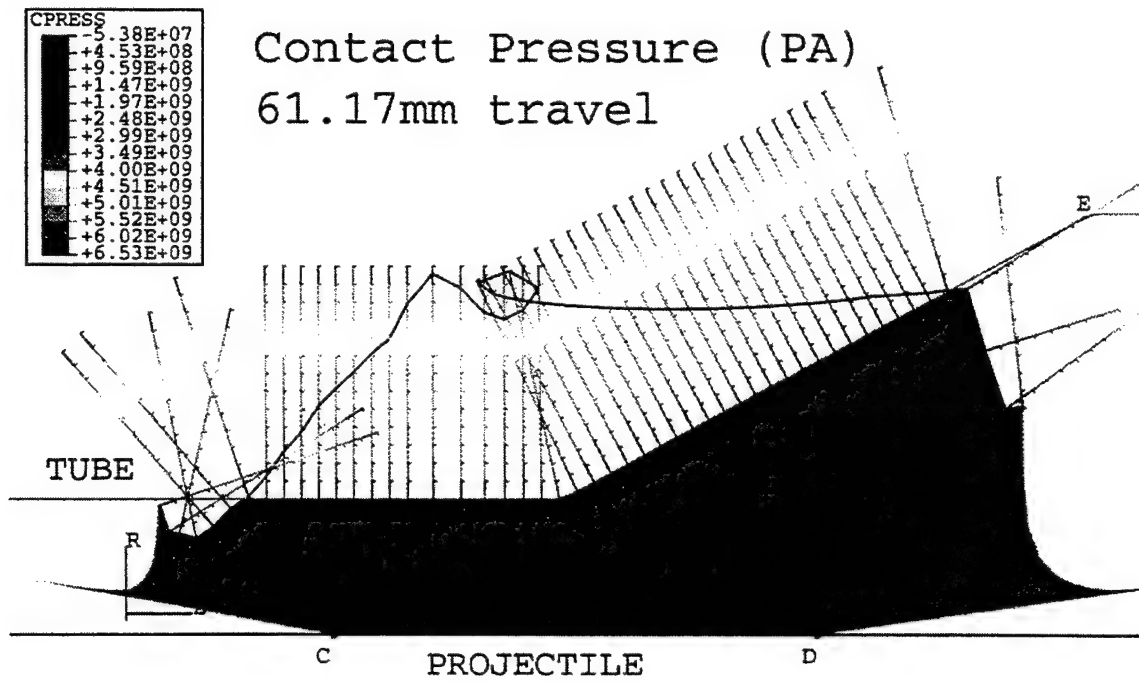 CPRESS
-5.38E+07
+4.53E+08
+9.59E+08
+1.47E+09
+1.97E+09
+2.48E+09
+2.99E+09
+3.49E+09
+4.00E+09
+4.51E+09
+5.01E+09
+5.52E+09
+6.02E+09
+6.53E+09
Contact Pressure (PA)
61.17mm travel
E
TUBE
R
C
PROJECTILE
D